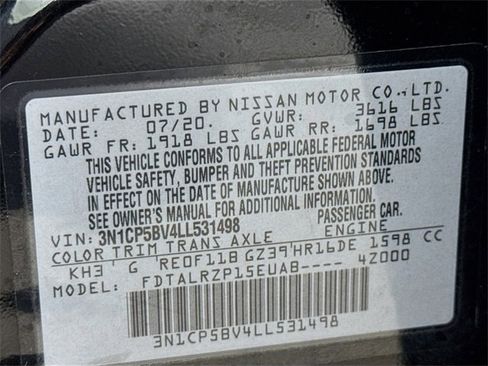 MANUFACTURED BY NISSAN MOTOR CO.,LTD.
DATE: 07/20. GVWR: 3616 LBS
GAWR FR: 1918 LBS GAWR RR: 1698 LBS
THIS VEHICLE CONFORMS TO ALL APPLICABLE FEDERAL MOTOR
VEHICLE SAFETY, BUMPER AND THEFT PREVENTION STANDARDS
IN EFFECT ON THE DATE OF MANUFACTURE SHOWN ABOVE.
SEE OWNER'S MANUAL FOR ADDITIONAL INFORMATION.
VIN: 3N1CP5BV4LL531498 PASSENGER CAR.
COLOR TRIM TRANS AXLE ENGINE
KH3 G RE0F11B GZ39 HR16DE 1598 CC
MODEL: FDTALRZP15EUAB---- 4Z000
3N1CP5BV4LL531498